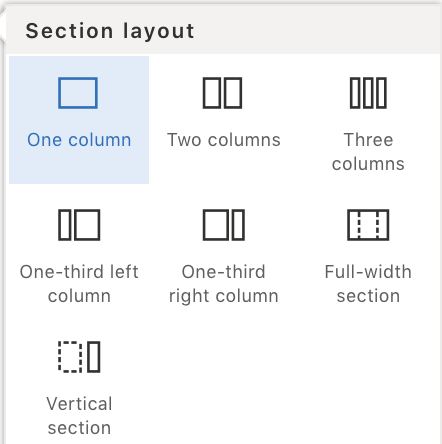 Section layout
One column
Two columns
Three
columns
One-third left
column
One-third
right column
Full-width
section
Vertical
section